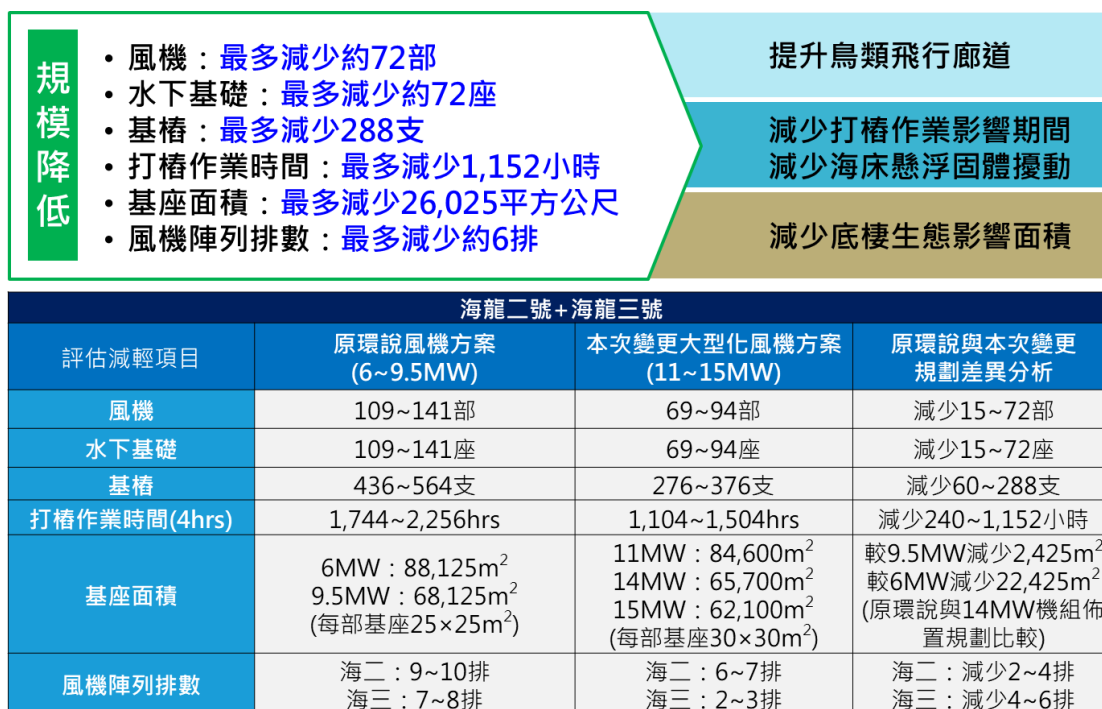 規模降低
• 風機：最多減少約72部
• 水下基礎：最多減少約72座
• 基樁：最多減少288支
• 打樁作業時間：最多減少1,152小時
• 基座面積：最多減少26,025平方公尺
• 風機陣列排數：最多減少約6排
提升鳥類飛行廊道
減少打樁作業影響期間
減少海床懸浮固體擾動
減少底棲生態影響面積
海龍二號+海龍三號
評估減輕項目
原環說風機方案
(6~9.5MW)
本次變更大型化風機方案
(11~15MW)
原環說與本次變更
規劃差異分析
風機
109~141部
69~94部
減少15~72部
水下基礎
109~141座
69~94座
減少15~72座
基樁
436~564支
276~376支
減少60~288支
打樁作業時間(4hrs)
1,744~2,256hrs
1,104~1,504hrs
減少240~1,152小時
基座面積
6MW：88,125m²
9.5MW：68,125m²
(每部基座25×25m²)
11MW：84,600m²
14MW：65,700m²
15MW：62,100m²
(每部基座30×30m²)
較9.5MW減少2,425m²
較6MW減少22,425m²
(原環說與14MW機組佈
置規劃比較)
風機陣列排數
海二：9~10排
海三：7~8排
海二：6~7排
海三：2~3排
海二：減少2~4排
海三：減少4~6排